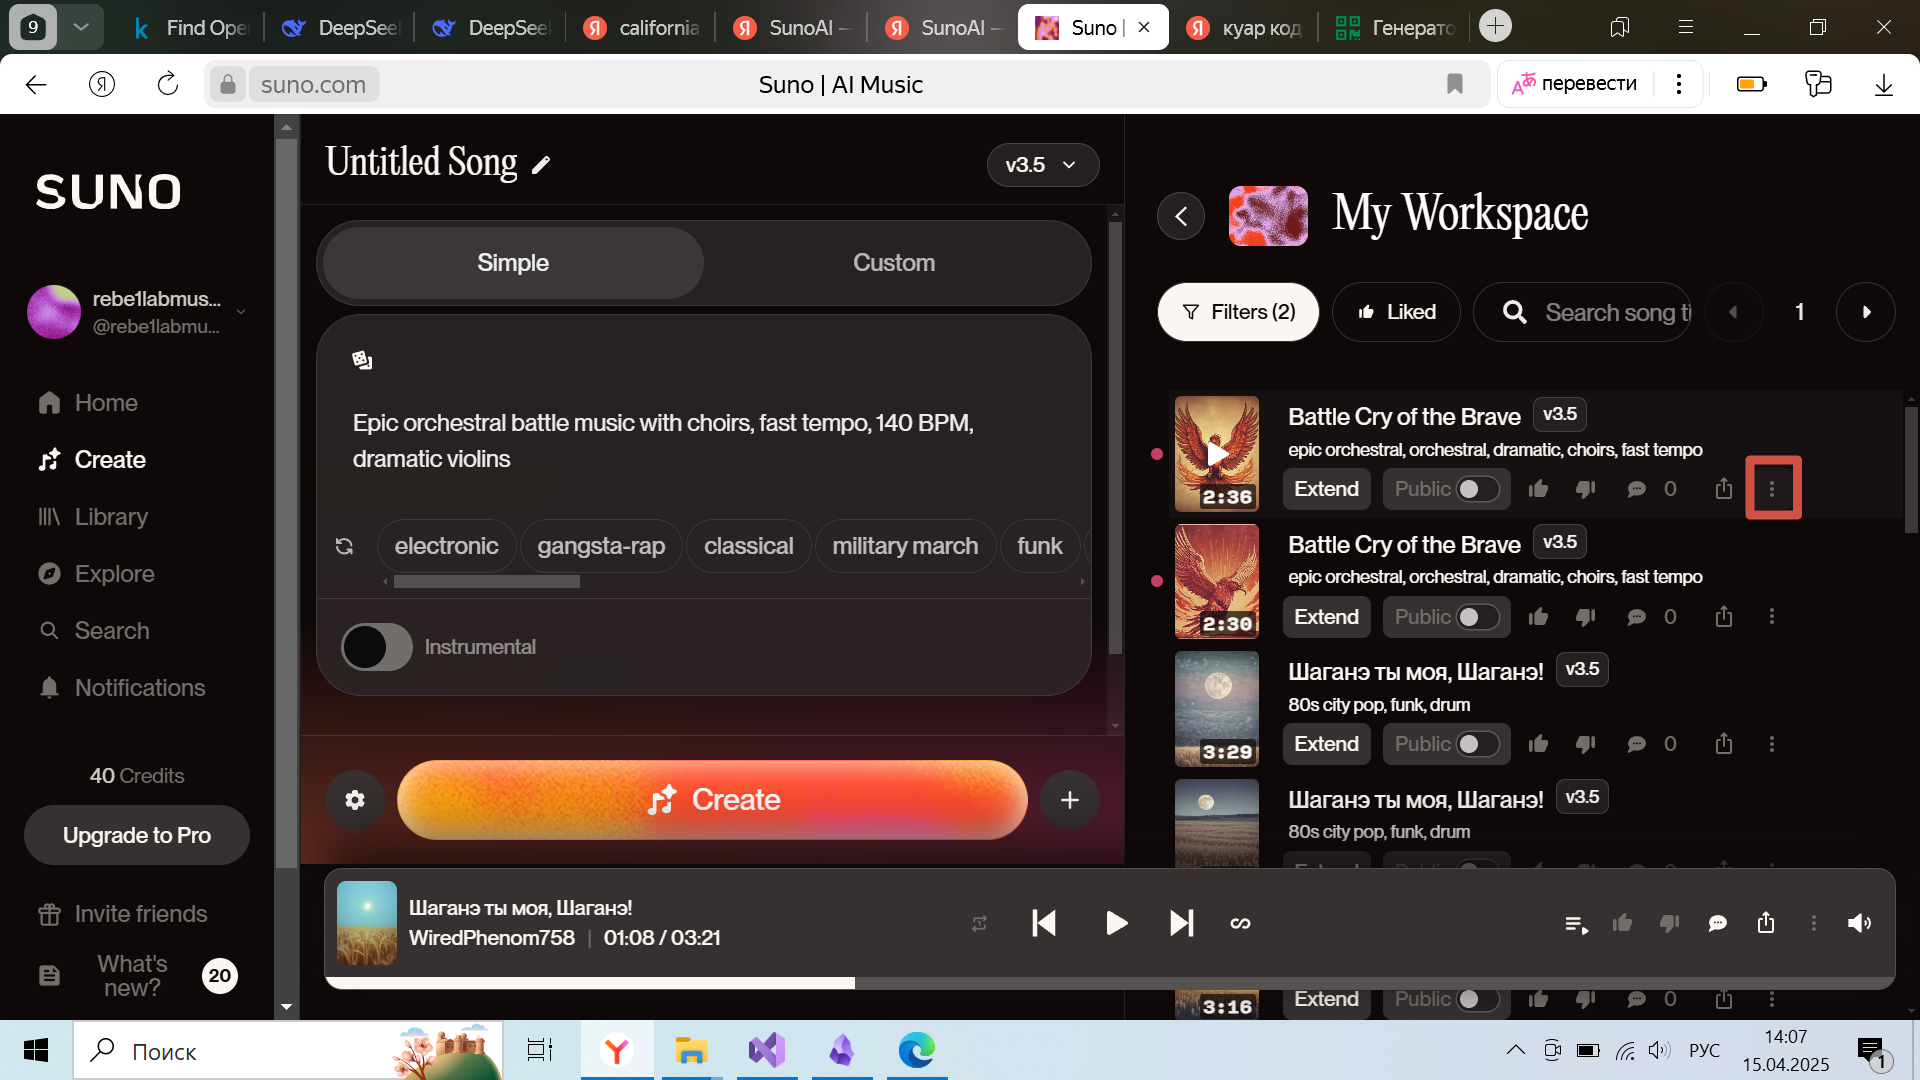 9
Find Ope
DeepSeek
DeepSeek
california
SunoAI —
SunoAI —
Suno |
куар код
Генерато
suno.com
Suno | AI Music
перевести
SUNO
rebe1labmus...
@rebe1labmu...
Home
Create
Library
Explore
Search
Notifications
40 Credits
Upgrade to Pro
Invite friends
What's
new?
20
Untitled Song
v3.5
Simple
Custom
Epic orchestral battle music with choirs, fast tempo, 140 BPM,
dramatic violins
electronic
gangsta-rap
classical
military march
funk
Instrumental
Create
My Workspace
Filters (2)
Liked
Search song ti
1
Battle Cry of the Brave v3.5
epic orchestral, orchestral, dramatic, choirs, fast tempo
2:36
Extend
Public
0
Battle Cry of the Brave v3.5
epic orchestral, orchestral, dramatic, choirs, fast tempo
2:30
Extend
Public
0
Шаганэ ты моя, Шаганэ! v3.5
80s city pop, funk, drum
3:29
Extend
Public
0
Шаганэ ты моя, Шаганэ! v3.5
80s city pop, funk, drum
Шаганэ ты моя, Шаганэ!
WiredPhenom758 | 01:08 / 03:21
3:16
Extend
Public
0
Поиск
РУС
14:07
15.04.2025
1